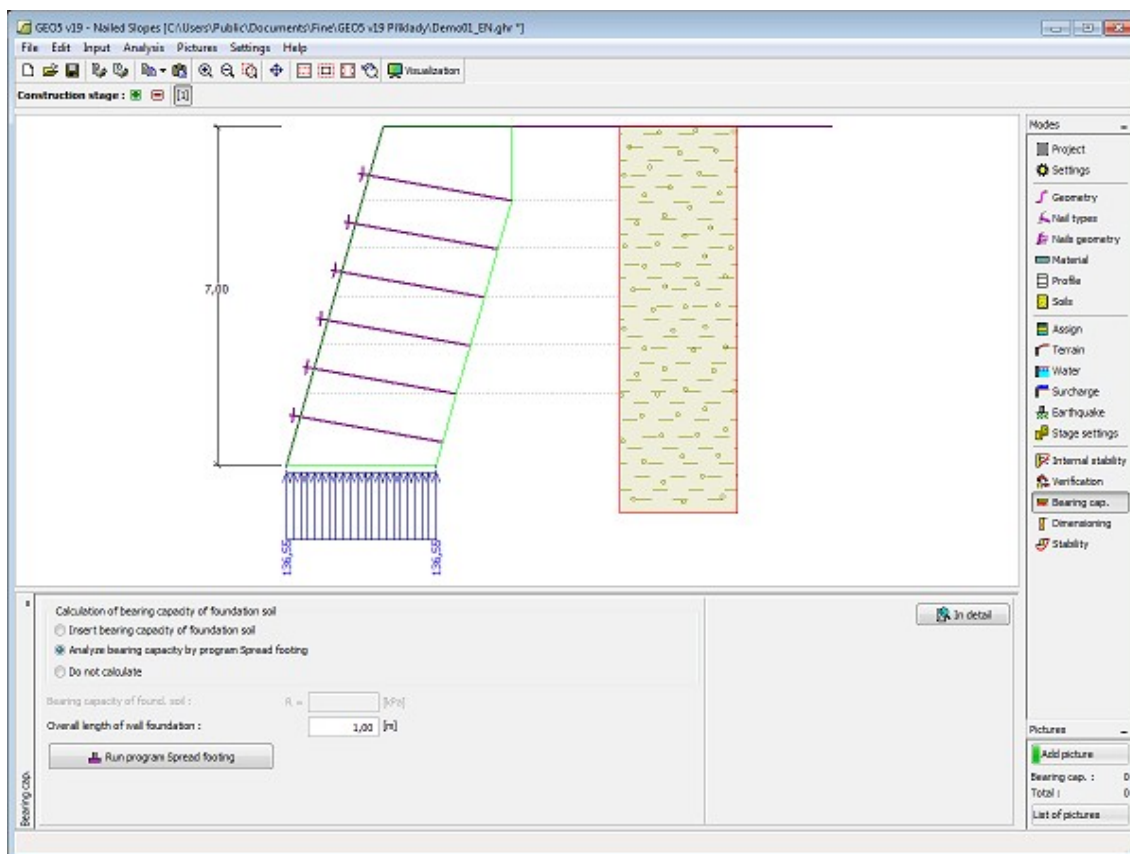 GEO5 v19 - Nailed Slopes [C:\Users\Public\Documents\Fine\GEO5 v19 Příklady\Demo01_EN.ghr *]
File Edit Input Analysis Pictures Settings Help
Visualization
Construction stage : [1]
Modes
Project
Settings
Geometry
Nail types
Nails geometry
Material
Profile
Soils
Assign
Terrain
Water
Surcharge
Earthquake
Stage settings
Internal stability
Verification
Bearing cap.
Dimensioning
Stability
7,00
136,55
136,55
Bearing cap.
Calculation of bearing capacity of foundation soil
Insert bearing capacity of foundation soil
Analyze bearing capacity by program Spread footing
Do not calculate
Bearing capacity of found. soil : R = [kPa]
Overall length of wall foundation : 1,00 [m]
Run program Spread footing
In detail
Pictures
Add picture
Bearing cap. : 0
Total : 0
List of pictures